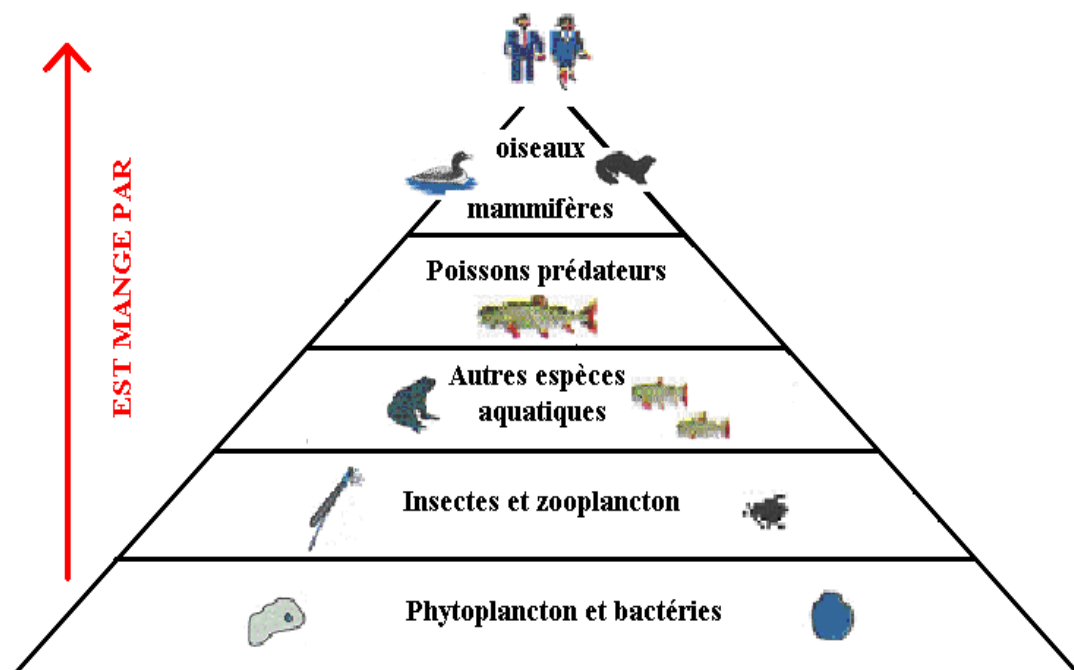 EST MANGE PAR
oiseaux
mammifères
Poissons prédateurs
Autres espèces
aquatiques
Insectes et zooplancton
Phytoplancton et bactéries